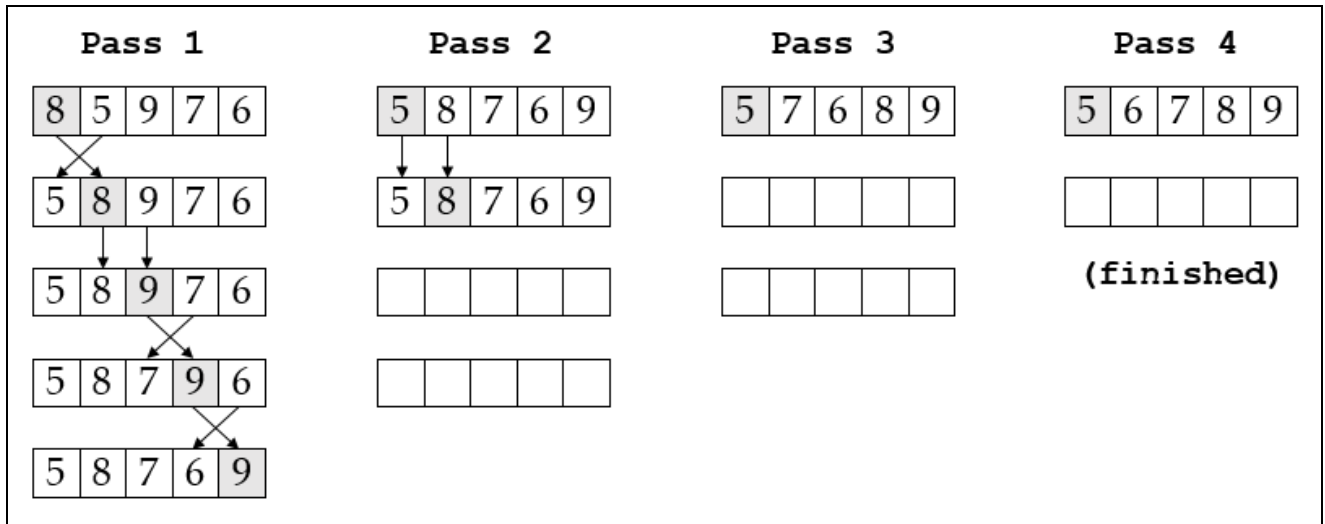 Pass 1 Pass 2 Pass 3 Pass 4
8 5 9 7 6 5 8 7 6 9 5 7 6 8 9 5 6 7 8 9
5 8 9 7 6 5 8 7 6 9
5 8 9 7 6 (finished)
5 8 7 9 6
5 8 7 6 9